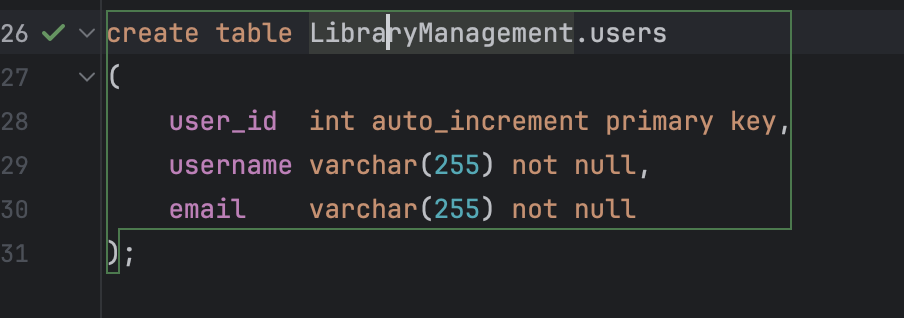 26 create table LibraryManagement.users
27 (
28     user_id  int auto_increment primary key,
29     username varchar(255) not null,
30     email    varchar(255) not null
31 );